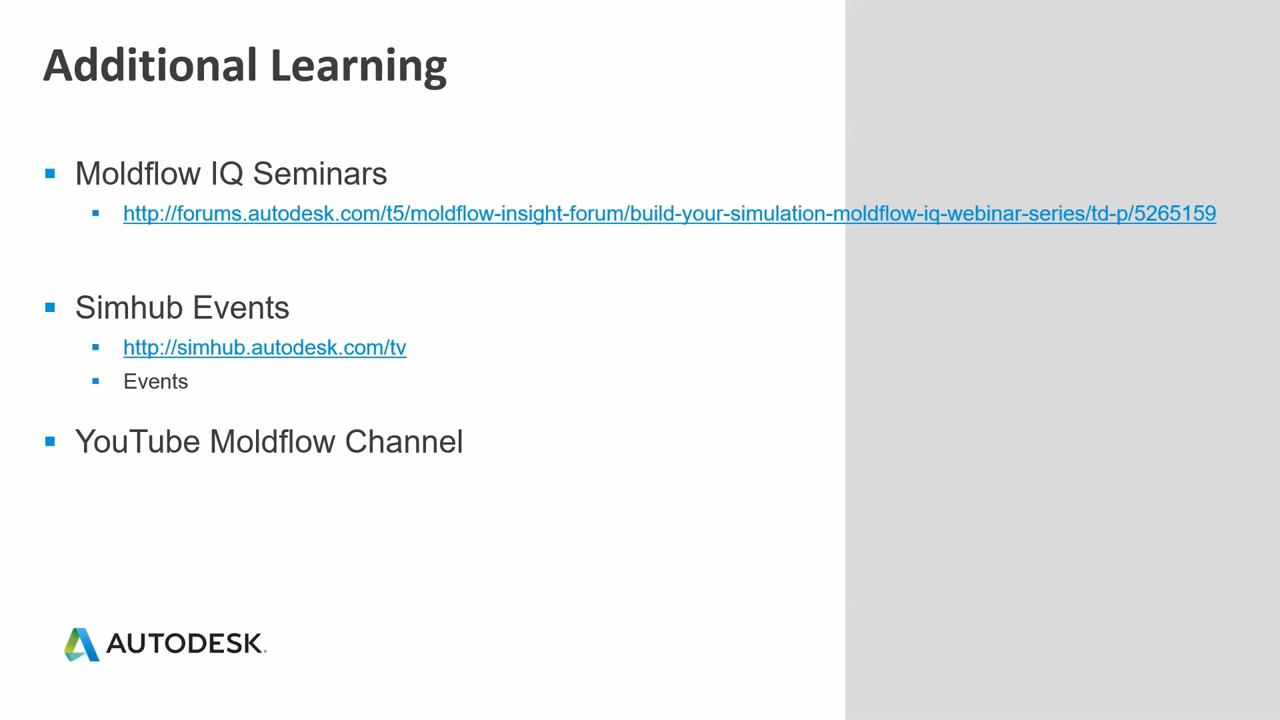 Additional Learning
Moldflow IQ Seminars
http://forums.autodesk.com/t5/moldflow-insight-forum/build-your-simulation-moldflow-iq-webinar-series/td-p/5265159
Simhub Events
http://simhub.autodesk.com/tv
Events
YouTube Moldflow Channel
AUTODESK.